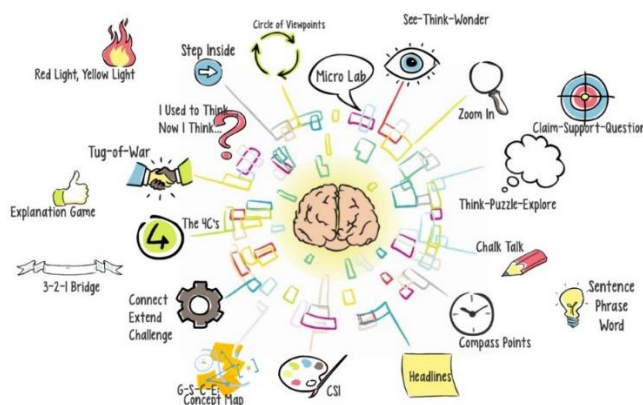 Circle of Viewpoints
See-Think-Wonder
Step Inside
Micro Lab
Red Light, Yellow Light
Zoom In
Claim-Support-Question
I Used to Think
Now I Think...
Tug-of-War
Think-Puzzle-Explore
Explanation Game
4
The 4C's
Chalk Talk
3-2-1 Bridge
Sentence
Phrase
Word
Connect
Extend
Challenge
Compass Points
G-S-C-E:
Concept Map
CSI
Headlines